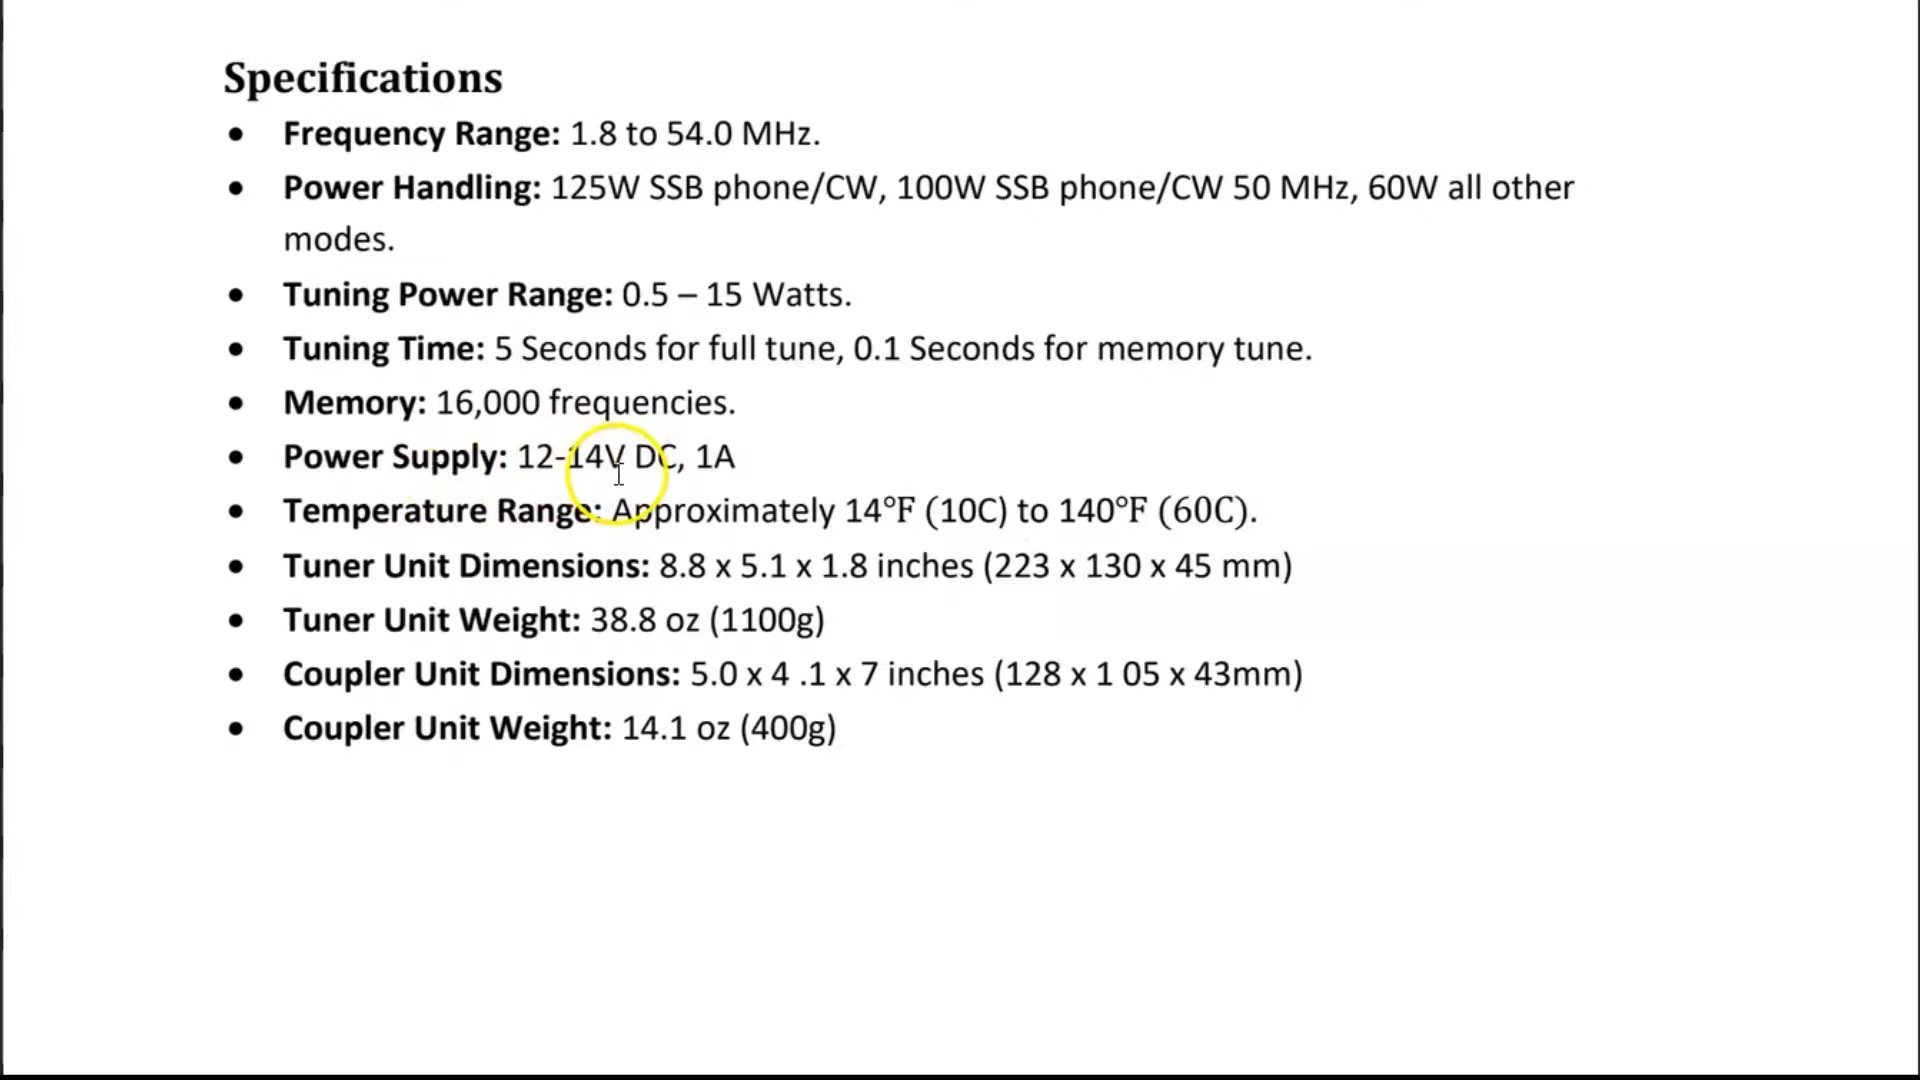 Specifications
• Frequency Range: 1.8 to 54.0 MHz.
• Power Handling: 125W SSB phone/CW, 100W SSB phone/CW 50 MHz, 60W all other
modes.
• Tuning Power Range: 0.5 – 15 Watts.
• Tuning Time: 5 Seconds for full tune, 0.1 Seconds for memory tune.
• Memory: 16,000 frequencies.
• Power Supply: 12-14V DC, 1A
• Temperature Range: Approximately 14°F (10C) to 140°F (60C).
• Tuner Unit Dimensions: 8.8 x 5.1 x 1.8 inches (223 x 130 x 45 mm)
• Tuner Unit Weight: 38.8 oz (1100g)
• Coupler Unit Dimensions: 5.0 x 4 .1 x 7 inches (128 x 1 05 x 43mm)
• Coupler Unit Weight: 14.1 oz (400g)